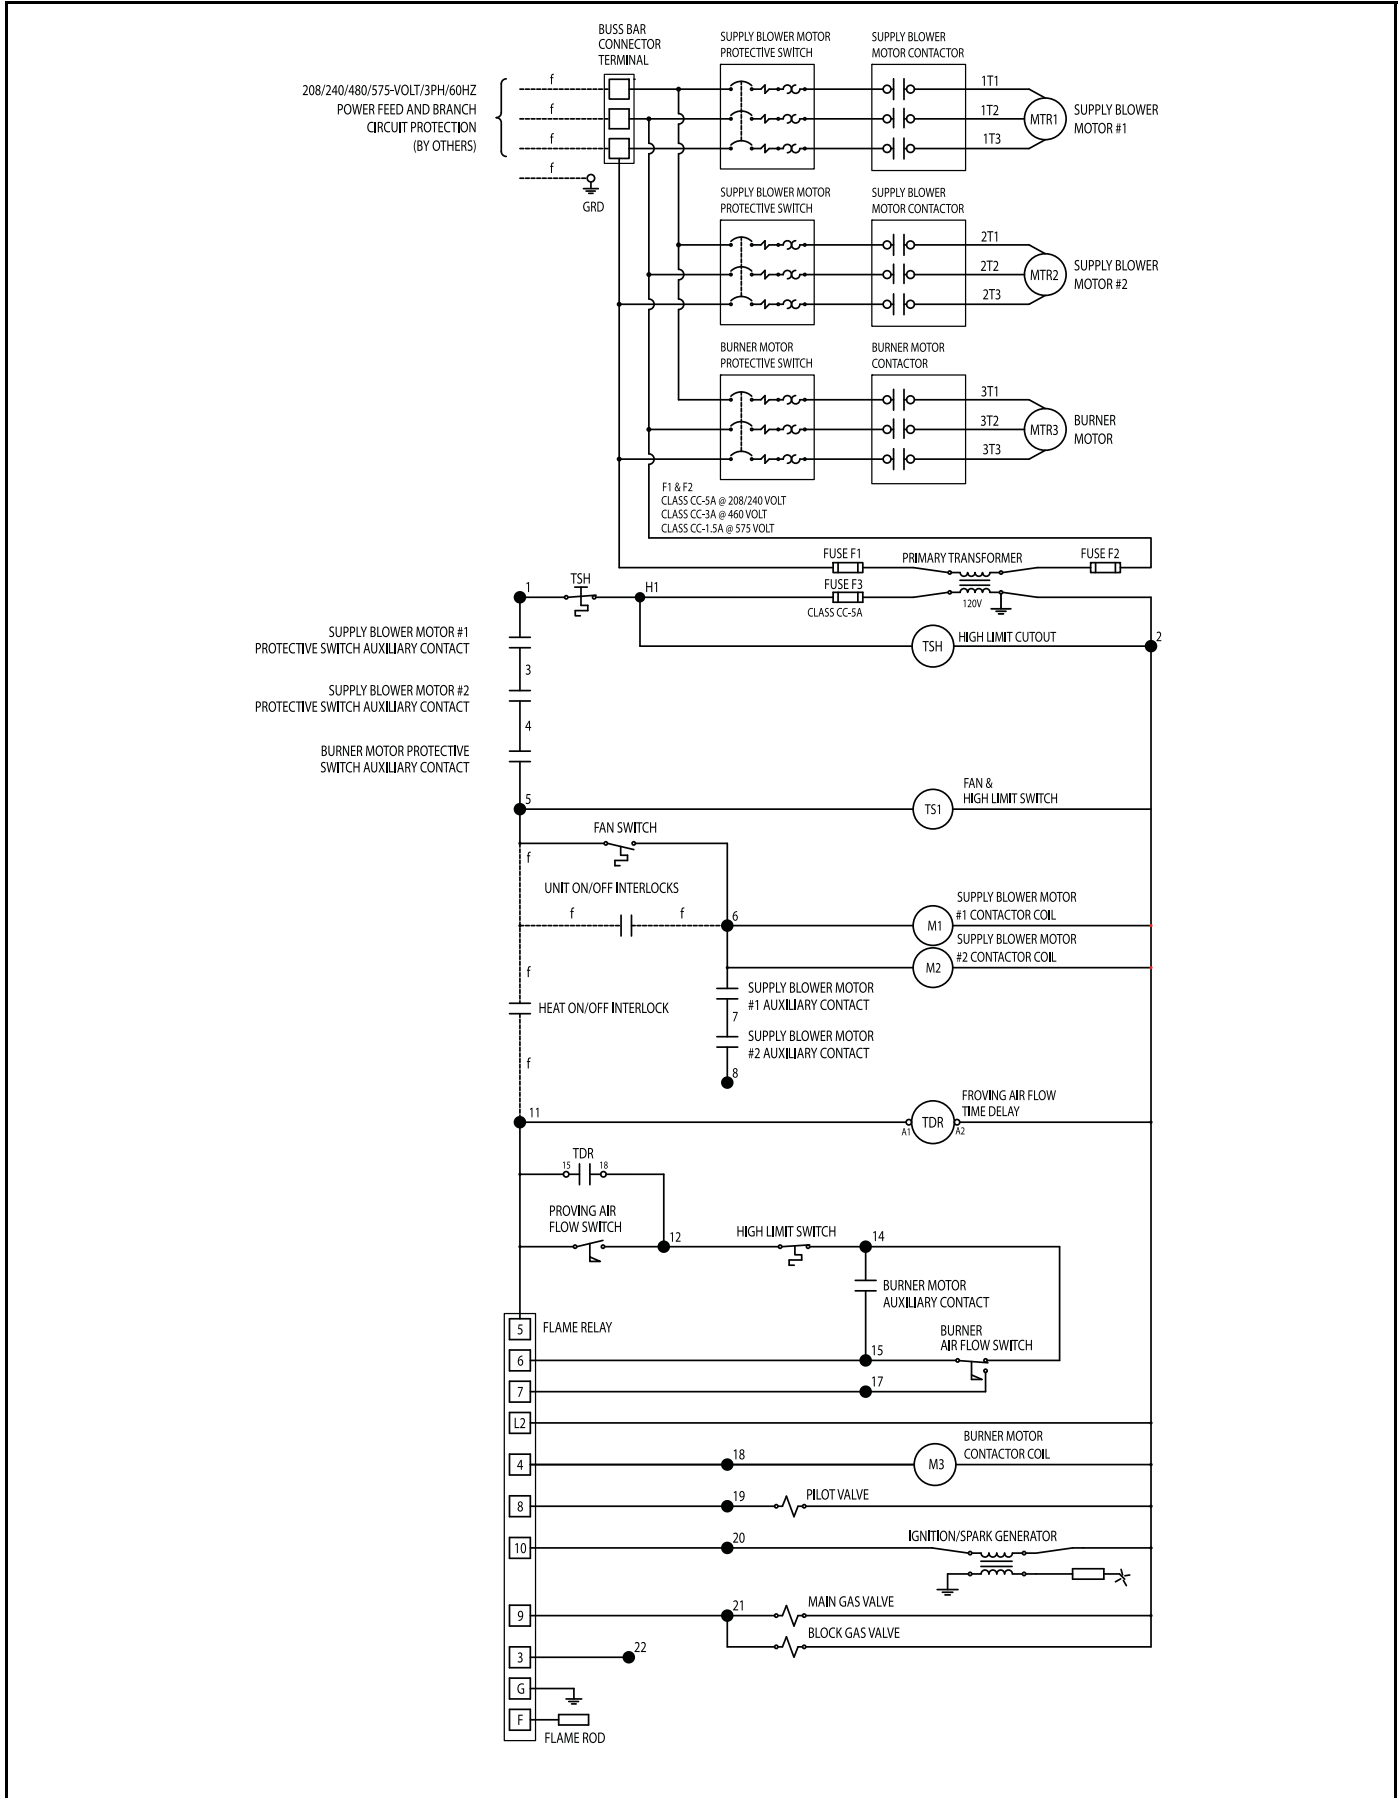 BUSS BAR
CONNECTOR
TERMINAL
SUPPLY BLOWER MOTOR
PROTECTIVE SWITCH
SUPPLY BLOWER
MOTOR CONTACTOR
208/240/480/575-VOLT/3PH/60HZ
POWER FEED AND BRANCH
CIRCUIT PROTECTION
(BY OTHERS)
f
f
f
f
GRD
1T1
1T2
1T3
MTR1
SUPPLY BLOWER
MOTOR #1
SUPPLY BLOWER MOTOR
PROTECTIVE SWITCH
SUPPLY BLOWER
MOTOR CONTACTOR
2T1
2T2
2T3
MTR2
SUPPLY BLOWER
MOTOR #2
BURNER MOTOR
PROTECTIVE SWITCH
BURNER MOTOR
CONTACTOR
3T1
3T2
3T3
MTR3
BURNER
MOTOR
F1 & F2
CLASS CC-5A @ 208/240 VOLT
CLASS CC-3A @ 460 VOLT
CLASS CC-1.5A @ 575 VOLT
FUSE F1
PRIMARY TRANSFORMER
FUSE F2
1
TSH
H1
FUSE F3
CLASS CC-5A
120V
TSH
HIGH LIMIT CUTOUT
2
SUPPLY BLOWER MOTOR #1
PROTECTIVE SWITCH AUXILIARY CONTACT
3
SUPPLY BLOWER MOTOR #2
PROTECTIVE SWITCH AUXILIARY CONTACT
4
BURNER MOTOR PROTECTIVE
SWITCH AUXILIARY CONTACT
5
TS1
FAN &
HIGH LIMIT SWITCH
FAN SWITCH
f
UNIT ON/OFF INTERLOCKS
f
f
6
M1
SUPPLY BLOWER MOTOR
#1 CONTACTOR COIL
M2
SUPPLY BLOWER MOTOR
#2 CONTACTOR COIL
f
HEAT ON/OFF INTERLOCK
f
SUPPLY BLOWER MOTOR
#1 AUXILIARY CONTACT
7
SUPPLY BLOWER MOTOR
#2 AUXILIARY CONTACT
8
11
A1
TDR
A2
FROVING AIR FLOW
TIME DELAY
TDR
15
18
PROVING AIR
FLOW SWITCH
12
HIGH LIMIT SWITCH
14
BURNER MOTOR
AUXILIARY CONTACT
BURNER
AIR FLOW SWITCH
5
FLAME RELAY
6
15
7
17
L2
4
18
M3
BURNER MOTOR
CONTACTOR COIL
8
19
PILOT VALVE
10
20
IGNITION/SPARK GENERATOR
9
21
MAIN GAS VALVE
BLOCK GAS VALVE
3
22
G
F
FLAME ROD